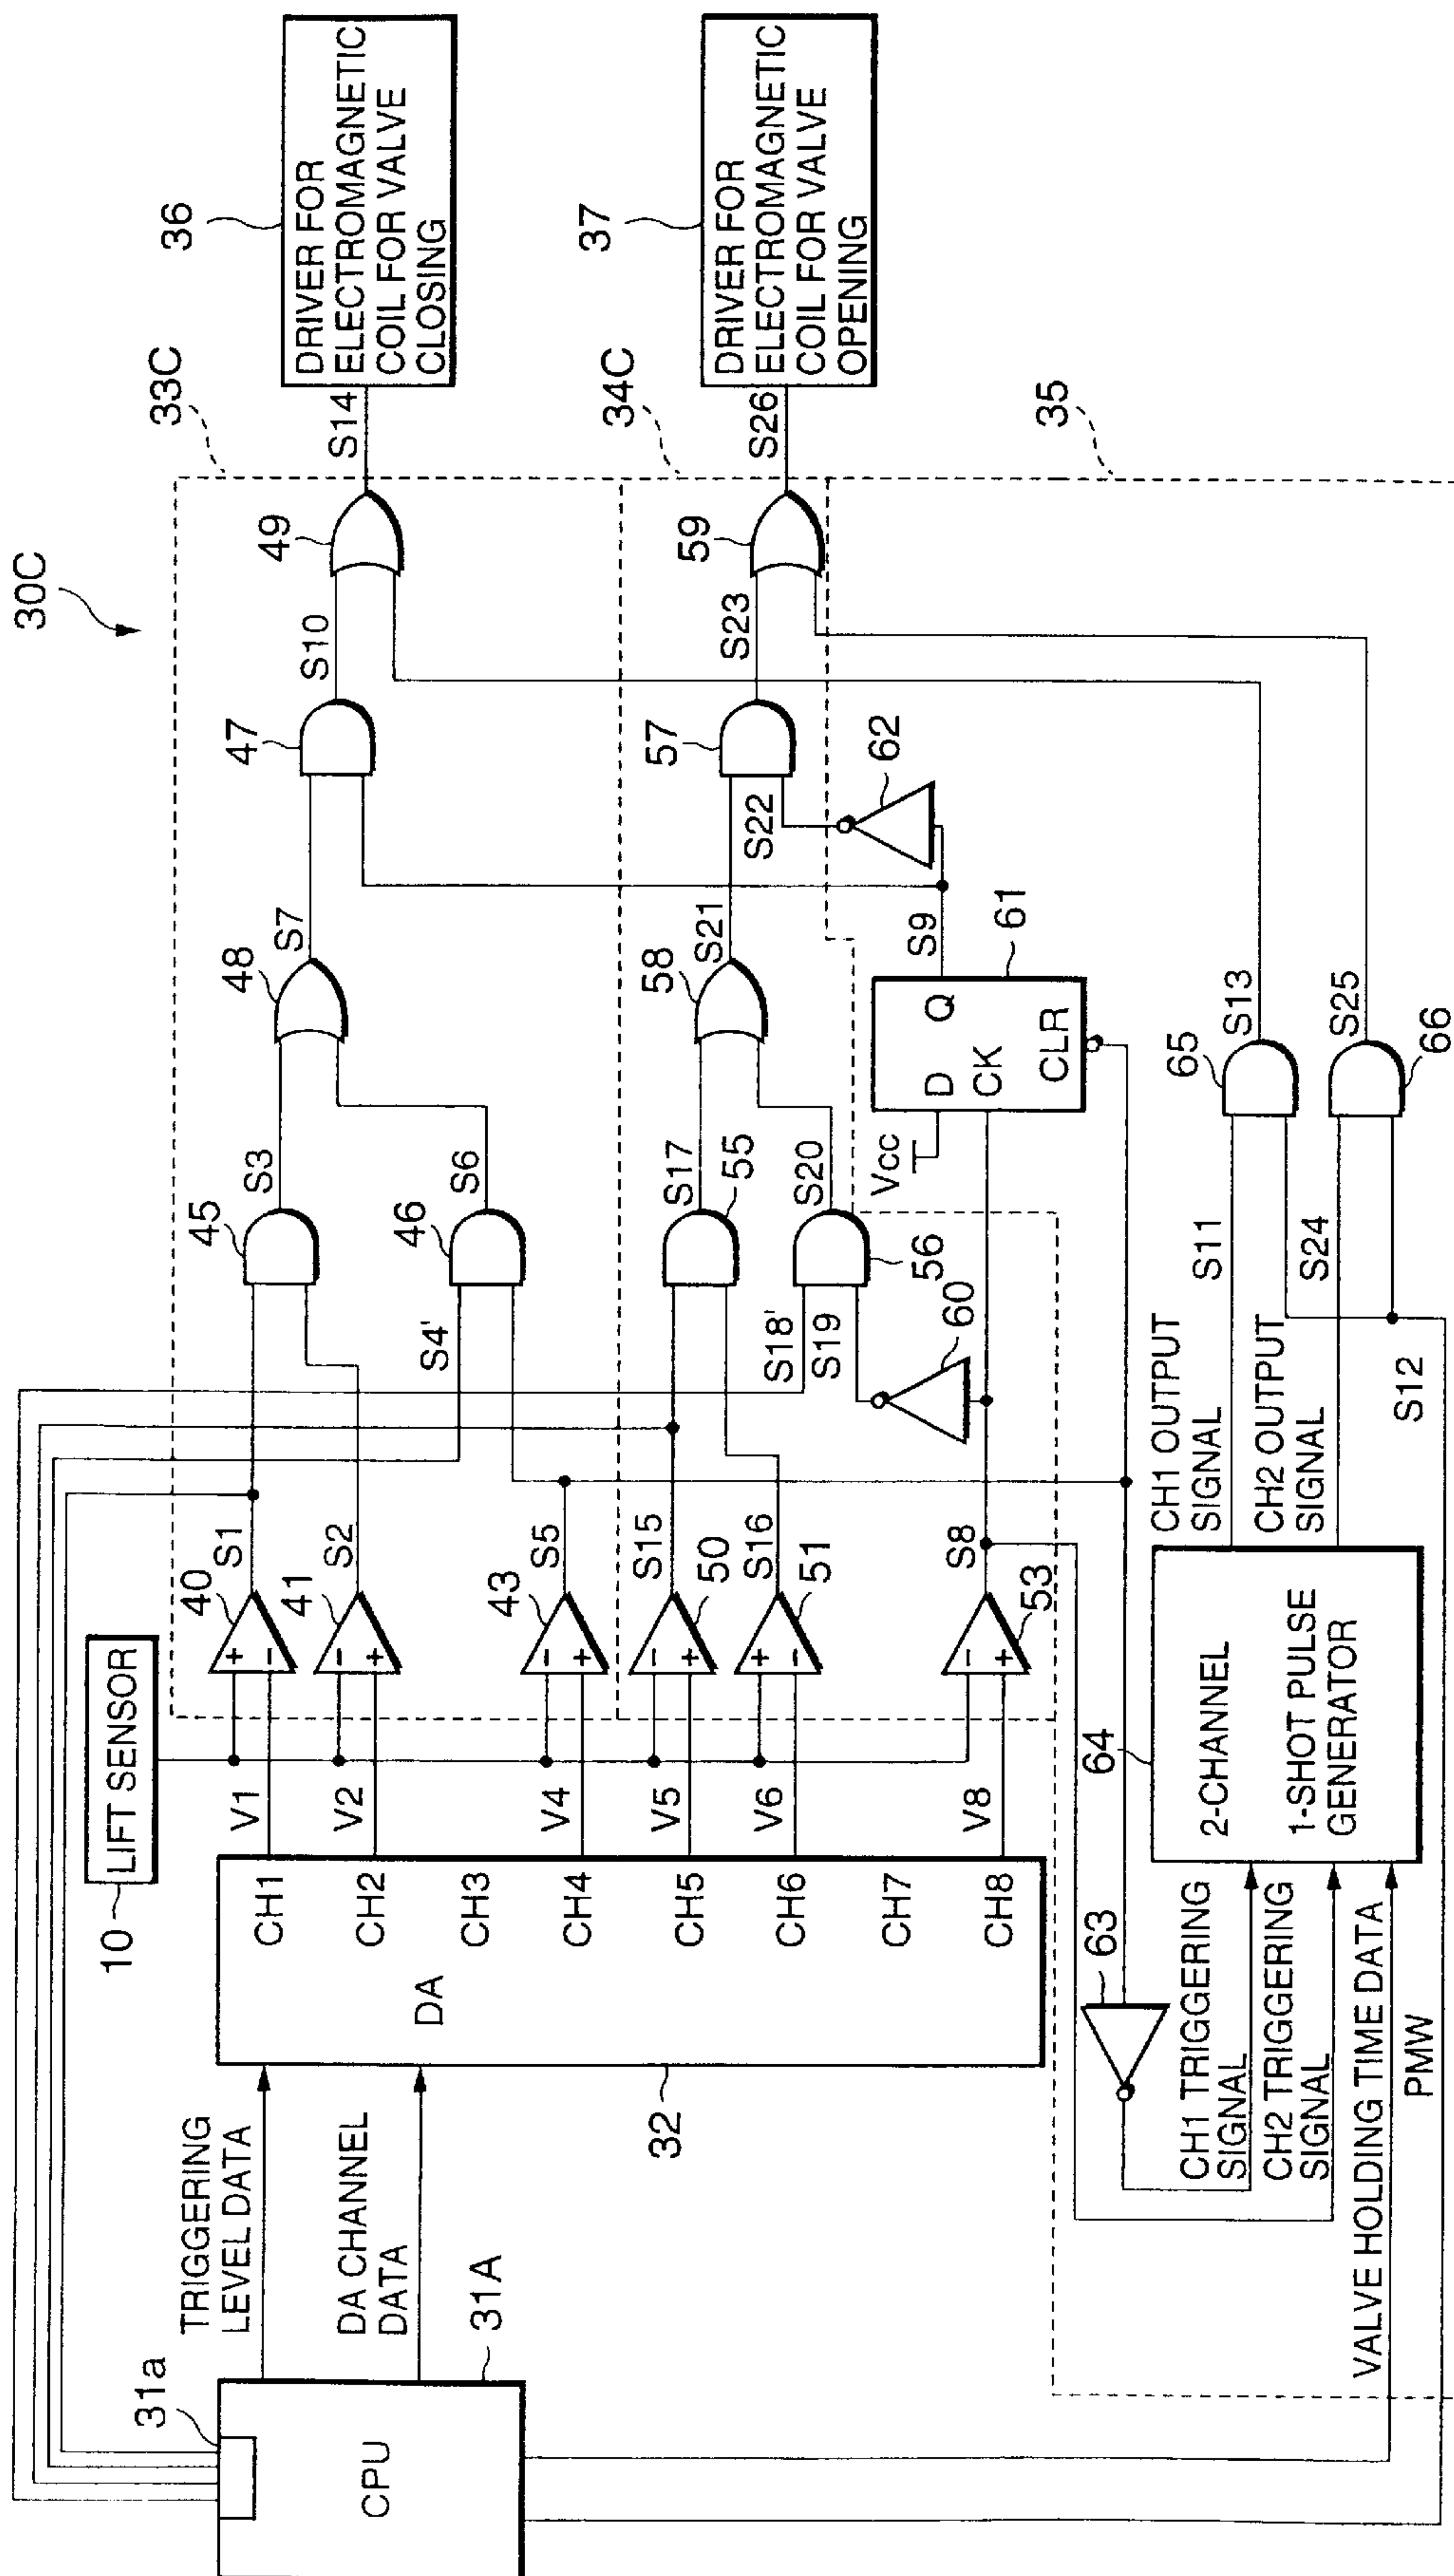 30C
33C
34C
35
36
DRIVER FOR
ELECTROMAGNETIC
COIL FOR VALVE
CLOSING
37
DRIVER FOR
ELECTROMAGNETIC
COIL FOR VALVE
OPENING
S14
S26
49
59
S10
S23
47
57
62
S22
S7
S21
48
58
S9
61
D
Q
CK
CLR
Vcc
S3
S6
45
46
S4'
S17
55
S20
56
S18'
S19
60
S13
65
S25
66
S11
S24
S12
CH1 OUTPUT
SIGNAL
CH2 OUTPUT
SIGNAL
S1
40
+
−
S2
41
−
+
S5
43
−
+
S15
50
−
+
S16
51
+
−
S8
53
−
+
10
LIFT SENSOR
V1
V2
V4
V5
V6
V8
CH1
CH2
CH3
CH4
CH5
CH6
CH7
CH8
DA
32
64
2-CHANNEL
1-SHOT PULSE
GENERATOR
63
CH1 TRIGGERING
SIGNAL
CH2 TRIGGERING
SIGNAL
VALVE HOLDING TIME DATA
PMW
TRIGGERING
LEVEL DATA
DA CHANNEL
DATA
31A
31a
CPU